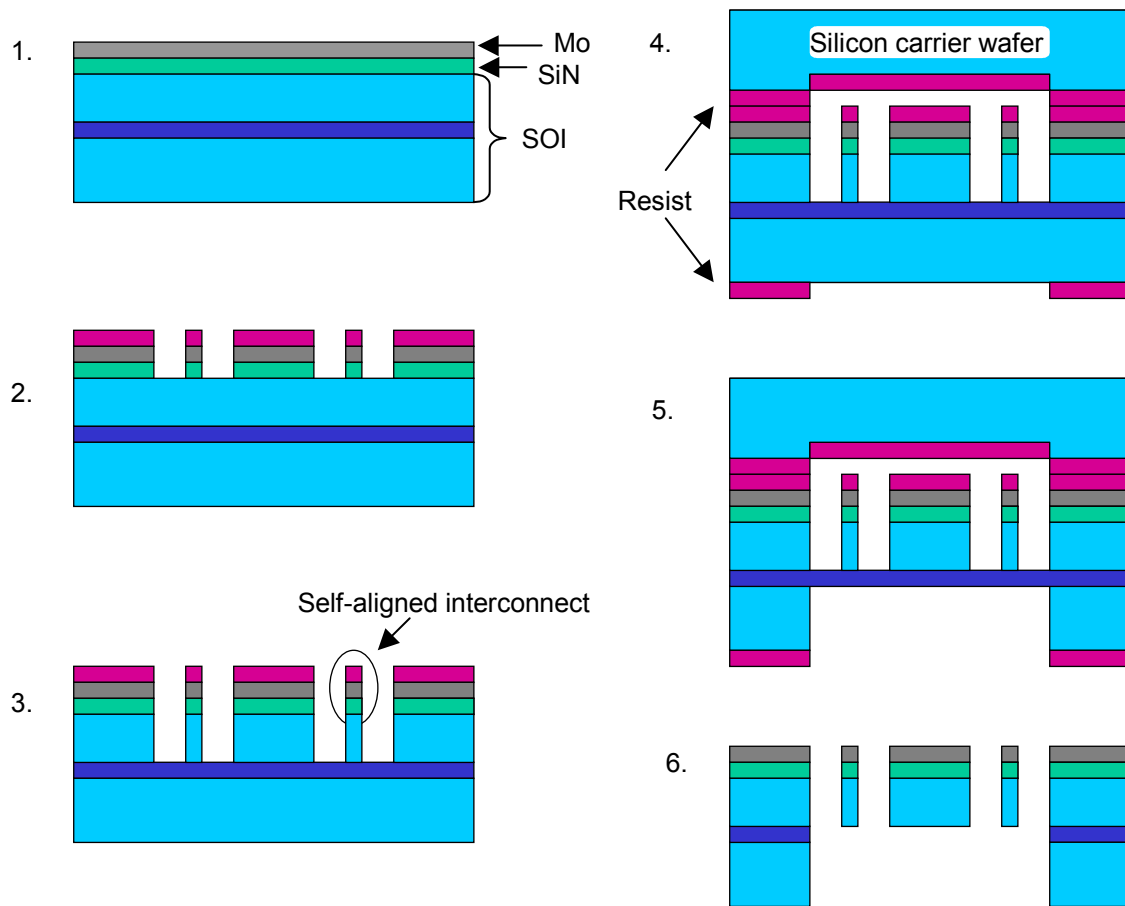 1.
Mo
SiN
SOI
2.
Self-aligned interconnect
3.
4.
Silicon carrier wafer
Resist
5.
6.